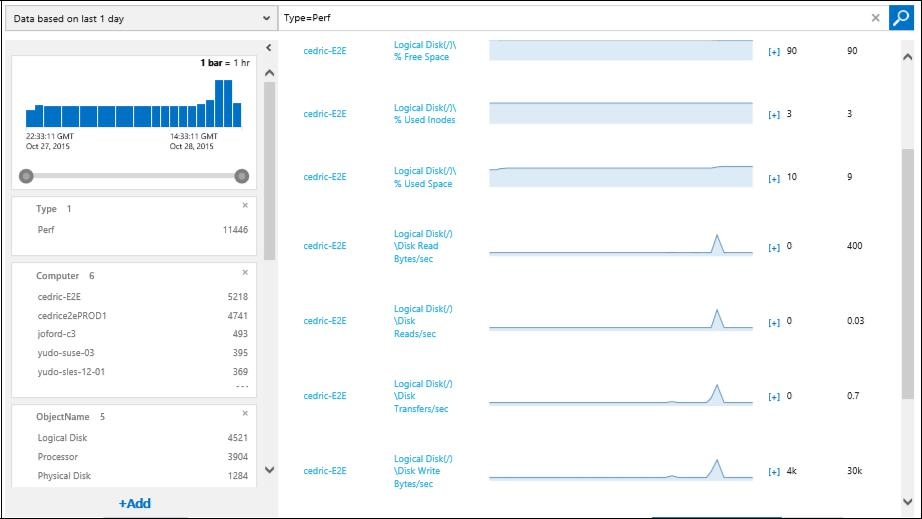 Data based on last 1 day
Type=Perf
1 bar = 1 hr
22:33:11 GMT
Oct 27, 2015
14:33:11 GMT
Oct 28, 2015
Type 1
Perf 11446
Computer 6
cedric-E2E 5218
cedrice2ePROD1 4741
joford-c3 493
yudo-suse-03 395
yudo-sles-12-01 369
---
ObjectName 5
Logical Disk 4521
Processor 3904
Physical Disk 1284
+Add
cedric-E2E
Logical Disk(/)\
% Free Space
[+] 90 90
cedric-E2E
Logical Disk(/)\
% Used Inodes
[+] 3 3
cedric-E2E
Logical Disk(/)\
% Used Space
[+] 10 9
cedric-E2E
Logical Disk(/)
\Disk Read
Bytes/sec
[+] 0 400
cedric-E2E
Logical Disk(/)
\Disk
Reads/sec
[+] 0 0.03
cedric-E2E
Logical Disk(/)
\Disk
Transfers/sec
[+] 0 0.7
cedric-E2E
Logical Disk(/)
\Disk Write
Bytes/sec
[+] 4k 30k